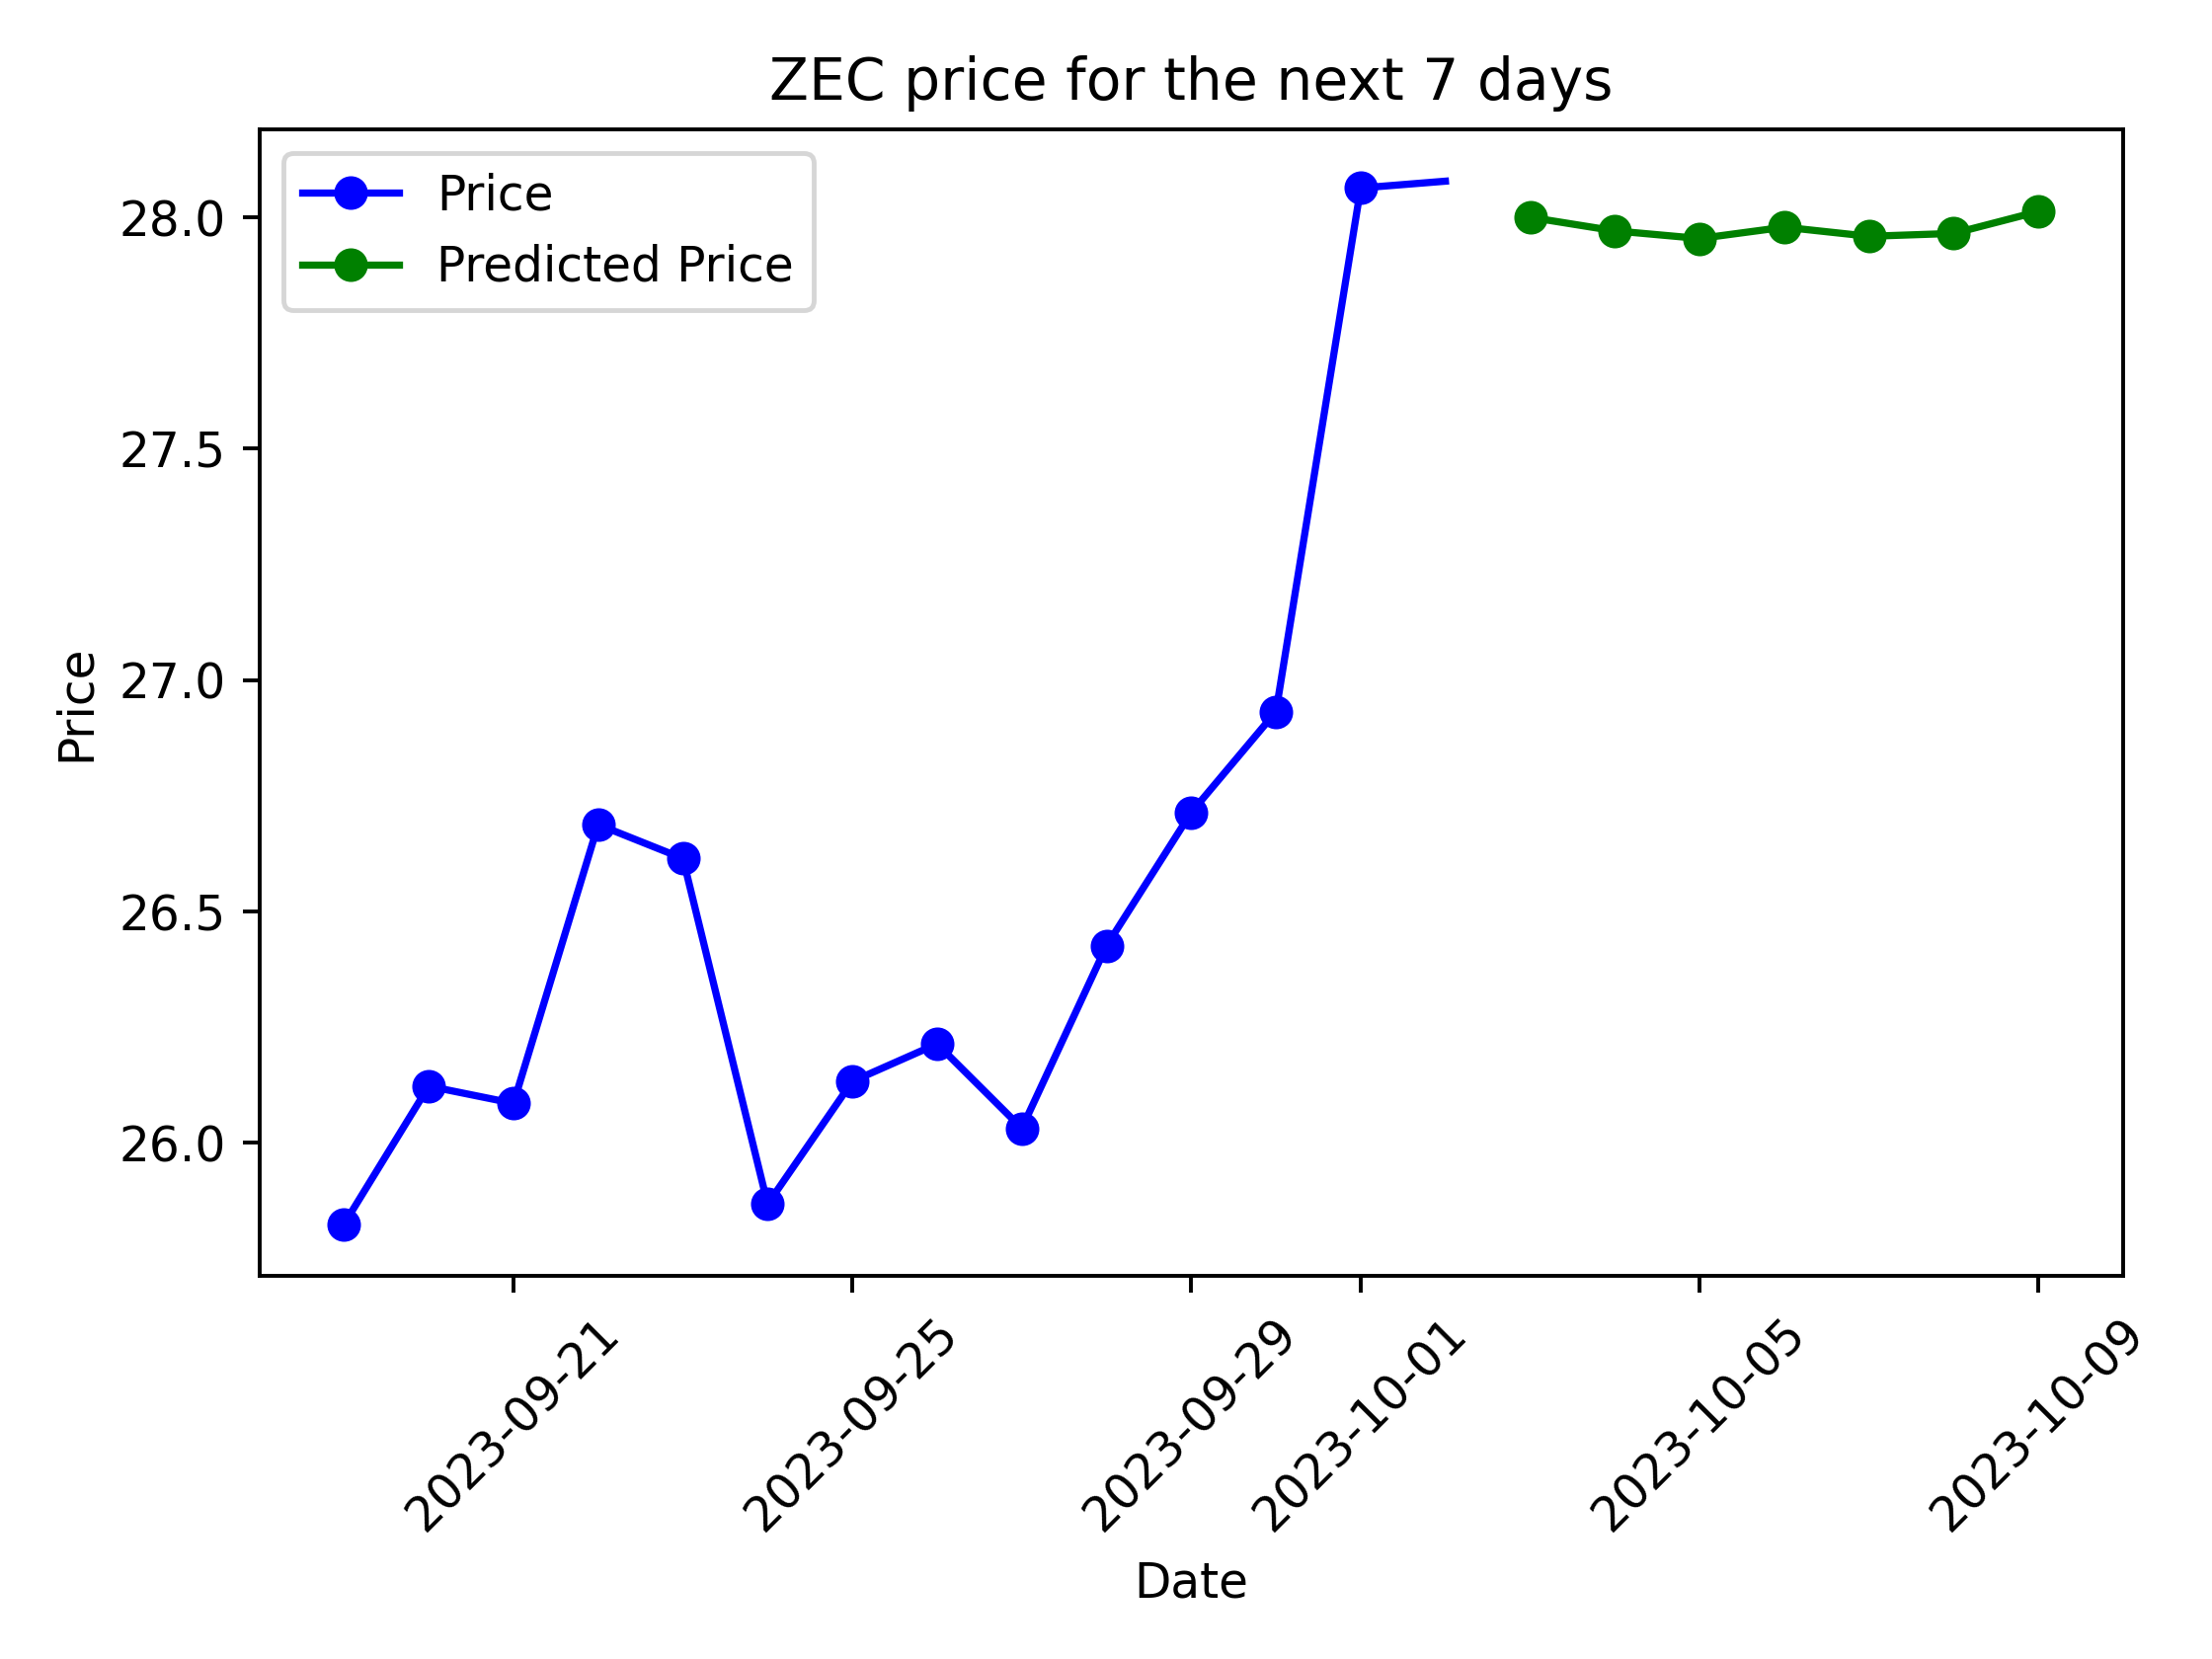 ZEC price for the next 7 days
Price
Predicted Price
28.0
27.5
27.0
26.5
26.0
Price
2023-09-21
2023-09-25
2023-09-29
2023-10-01
2023-10-05
2023-10-09
Date